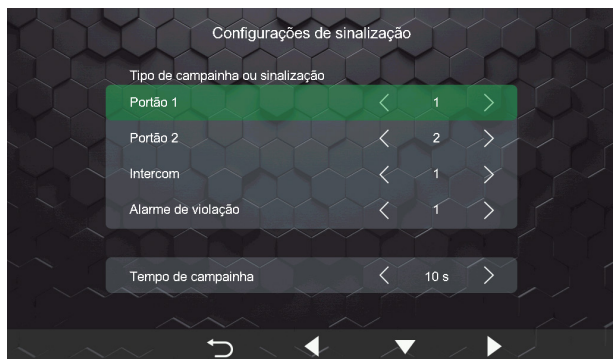 Configurações de sinalização
Tipo de campainha ou sinalização
Portão 1 1
Portão 2 2
Intercom 1
Alarme de violação 1
Tempo de campainha 10 s